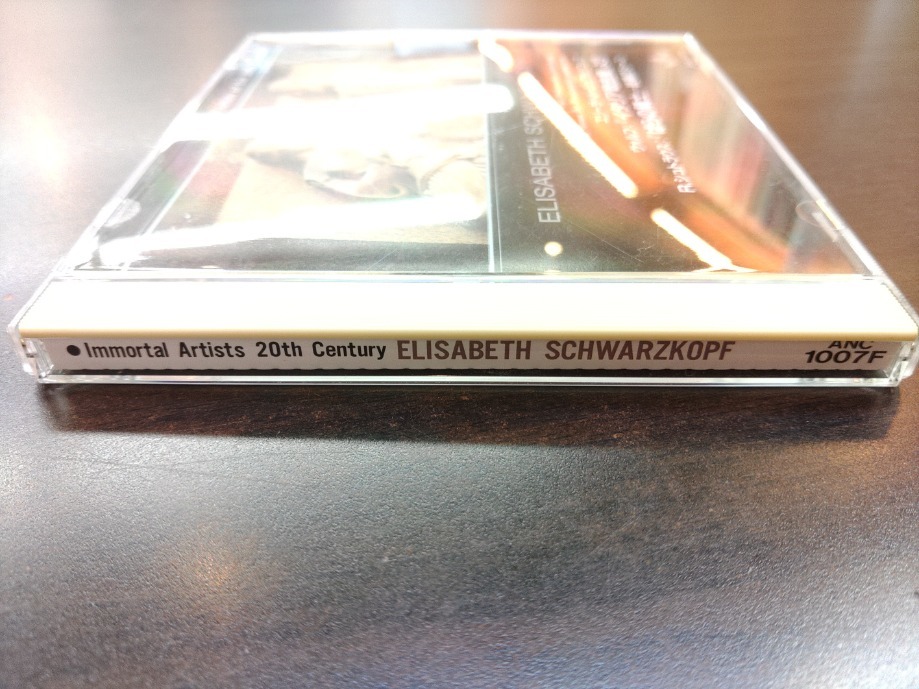 ELISABETH SCH
● Immortal Artists 20th Century ELISABETH SCHWARZKOPF
ANC
1007F